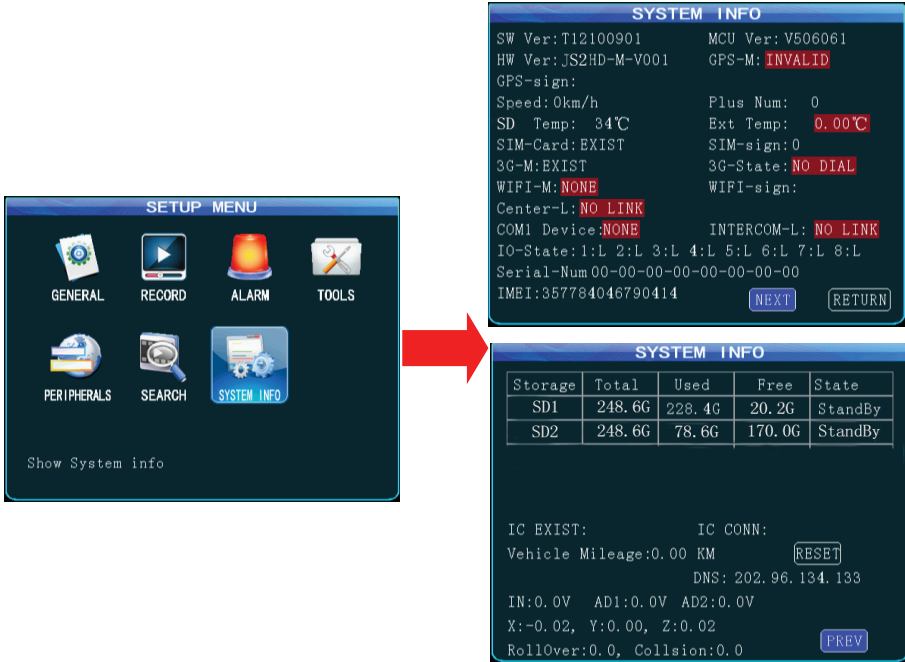 SETUP MENU
GENERAL RECORD ALARM TOOLS
PERIPHERALS SEARCH SYSTEM INFO
Show System info
SYSTEM INFO
SW Ver:T12100901 MCU Ver:V506061
HW Ver:JS2HD-M-V001 GPS-M:INVALID
GPS-sign:
Speed:0km/h Plus Num: 0
SD Temp: 34℃ Ext Temp: 0.00℃
SIM-Card:EXIST SIM-sign:0
3G-M:EXIST 3G-State:NO DIAL
WIFI-M:NONE WIFI-sign:
Center-L:NO LINK
COM1 Device:NONE INTERCOM-L: NO LINK
IO-State:1:L 2:L 3:L 4:L 5:L 6:L 7:L 8:L
Serial-Num 00-00-00-00-00-00-00-00
IMEI:357784046790414 NEXT RETURN
SYSTEM INFO
Storage Total Used Free State
SD1 248.6G 228.4G 20.2G StandBy
SD2 248.6G 78.6G 170.0G StandBy
IC EXIST: IC CONN:
Vehicle Mileage:0.00 KM RESET
DNS:202.96.134.133
IN:0.0V AD1:0.0V AD2:0.0V
X:-0.02, Y:0.00, Z:0.02
RollOver:0.0, Collsion:0.0 PREV